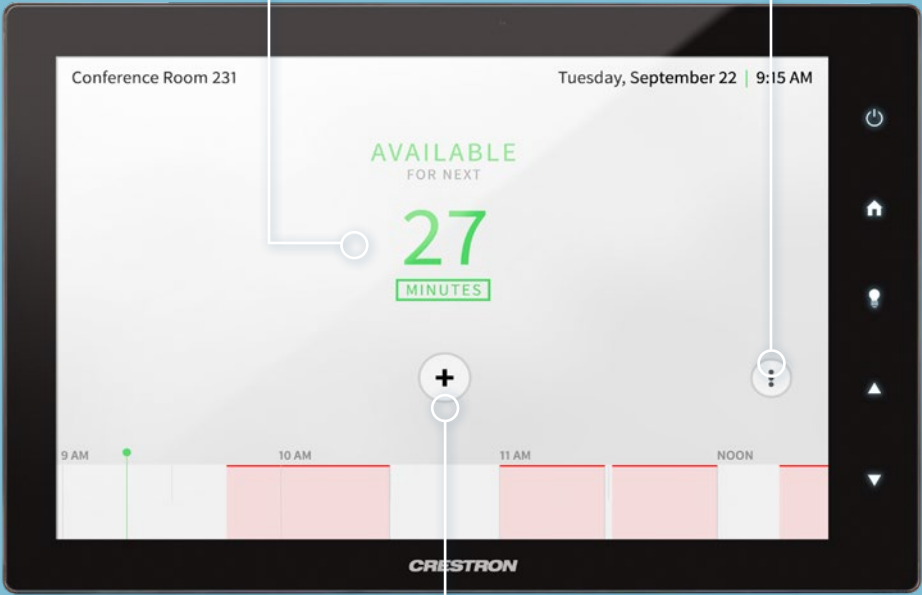 Conference Room 231
Tuesday, September 22 | 9:15 AM
AVAILABLE
FOR NEXT
27
MINUTES
9 AM 10 AM 11 AM NOON
CRESTRON